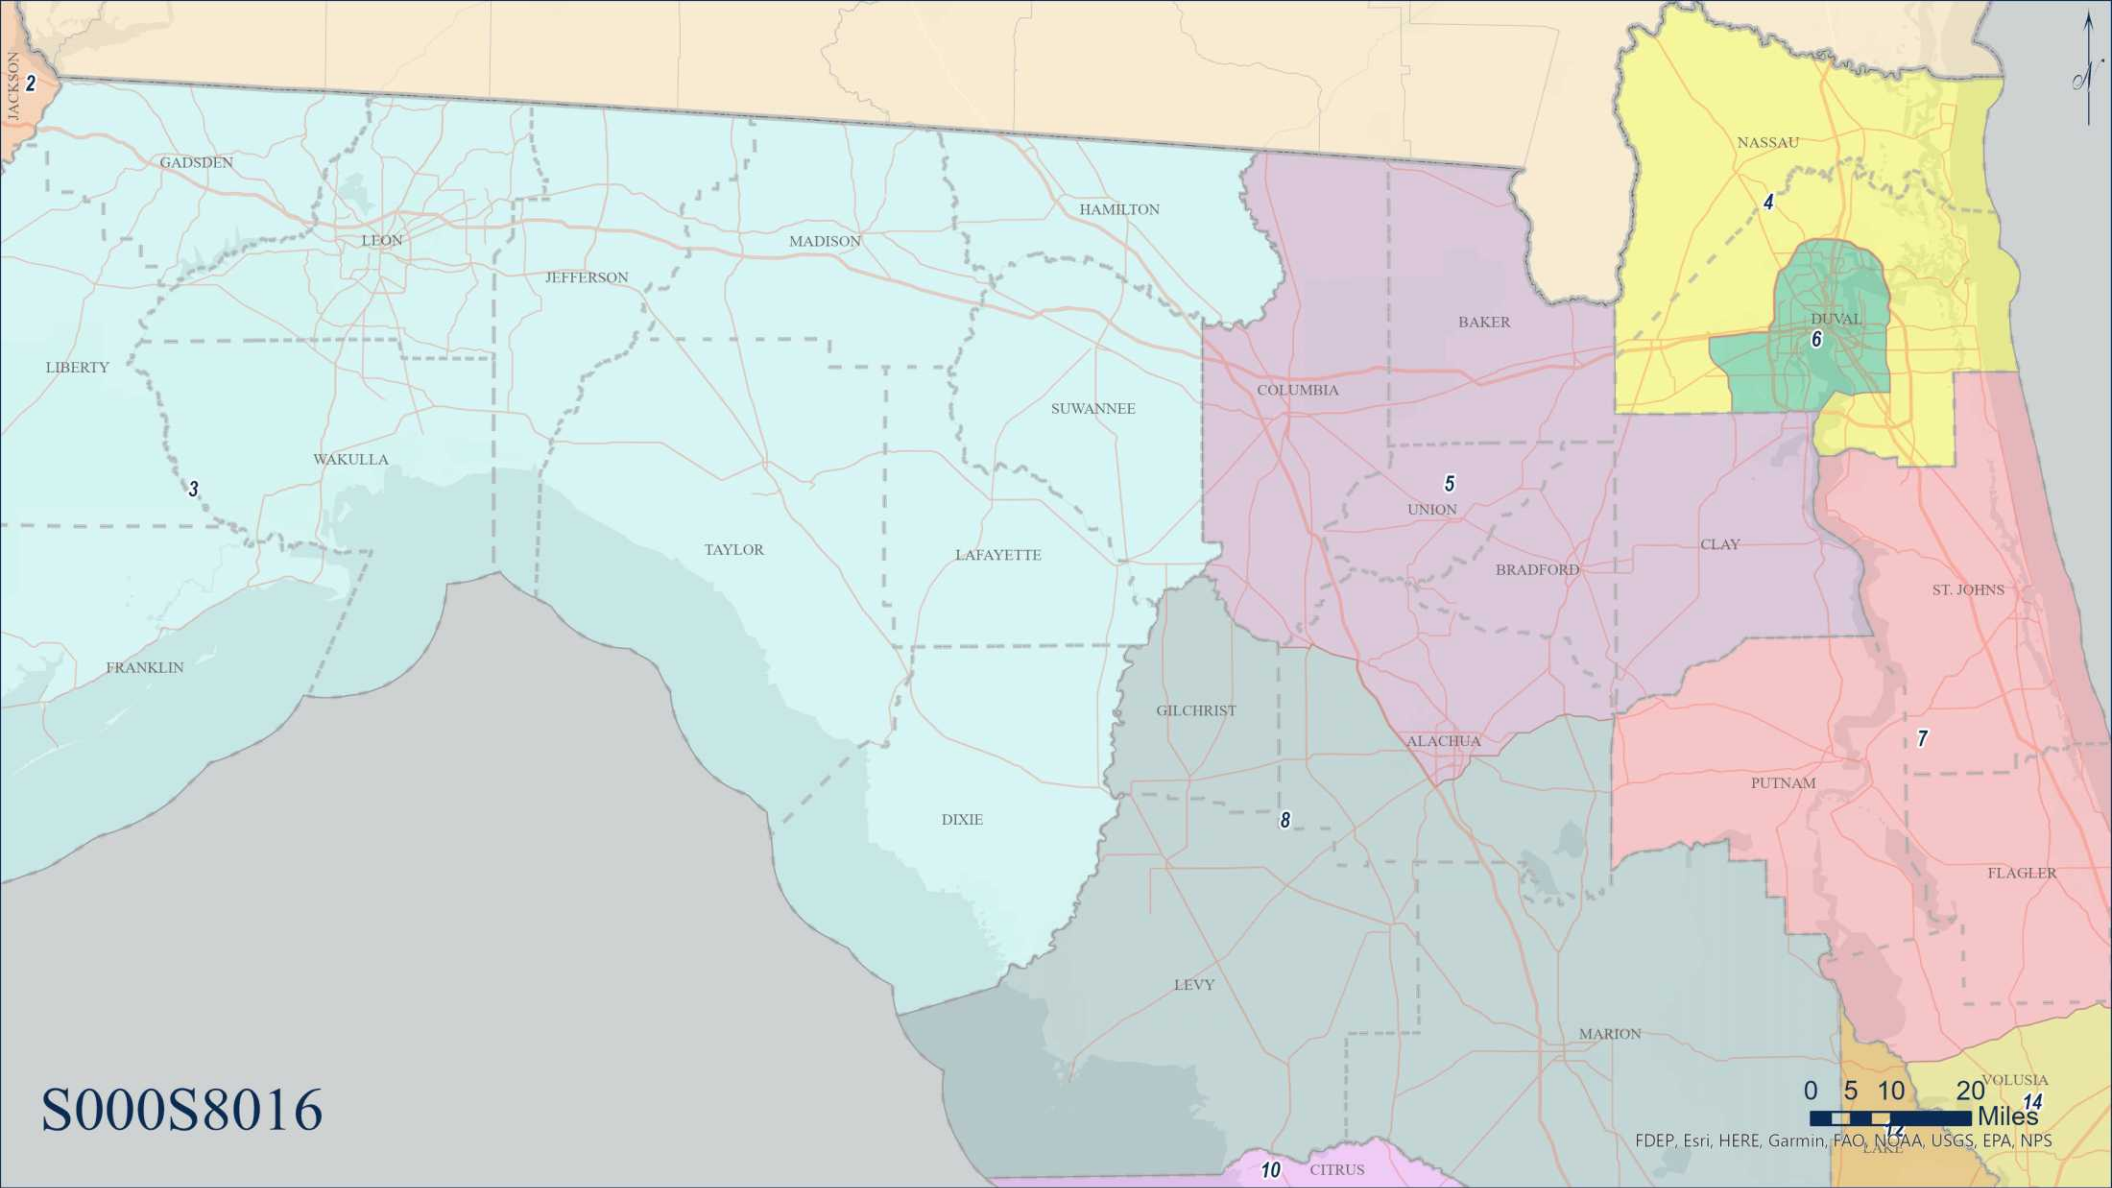 JACKSON
2
NASSAU
GADSDEN
4
HAMILTON
LEON
MADISON
JEFFERSON
DUVAL
BAKER
6
LIBERTY
COLUMBIA
SUWANNEE
WAKULLA
5
3
UNION
TAYLOR
LAFAYETTE
CLAY
BRADFORD
ST. JOHNS
FRANKLIN
GILCHRIST
7
ALACHUA
PUTNAM
DIXIE
8
FLAGLER
LEVY
MARION
VOLUSIA
14
0 5 10 20
Miles
S000S8016
12
FDEP, Esri, HERE, Garmin, FAO, NOAA, USGS, EPA, NPS
LAKE
10
CITRUS
N